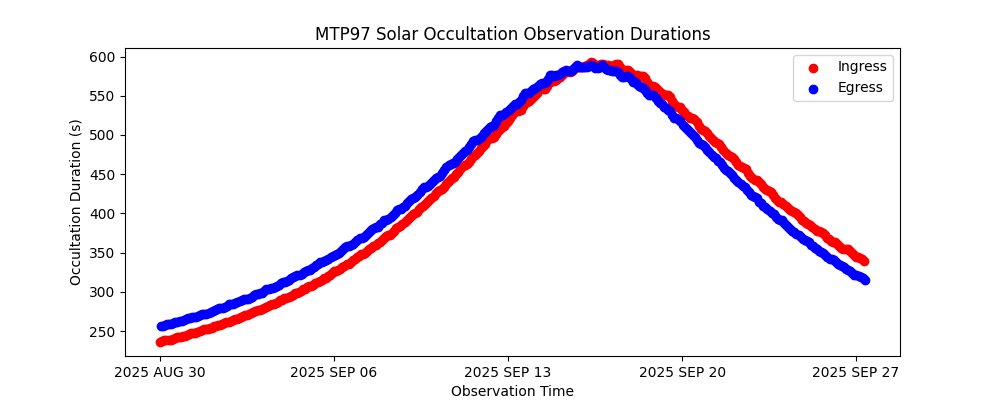 MTP97 Solar Occultation Observation Durations
Occultation Duration (s)
600
550
500
450
400
350
300
250
Ingress
Egress
2025 AUG 30
2025 SEP 06
2025 SEP 13
2025 SEP 20
2025 SEP 27
Observation Time